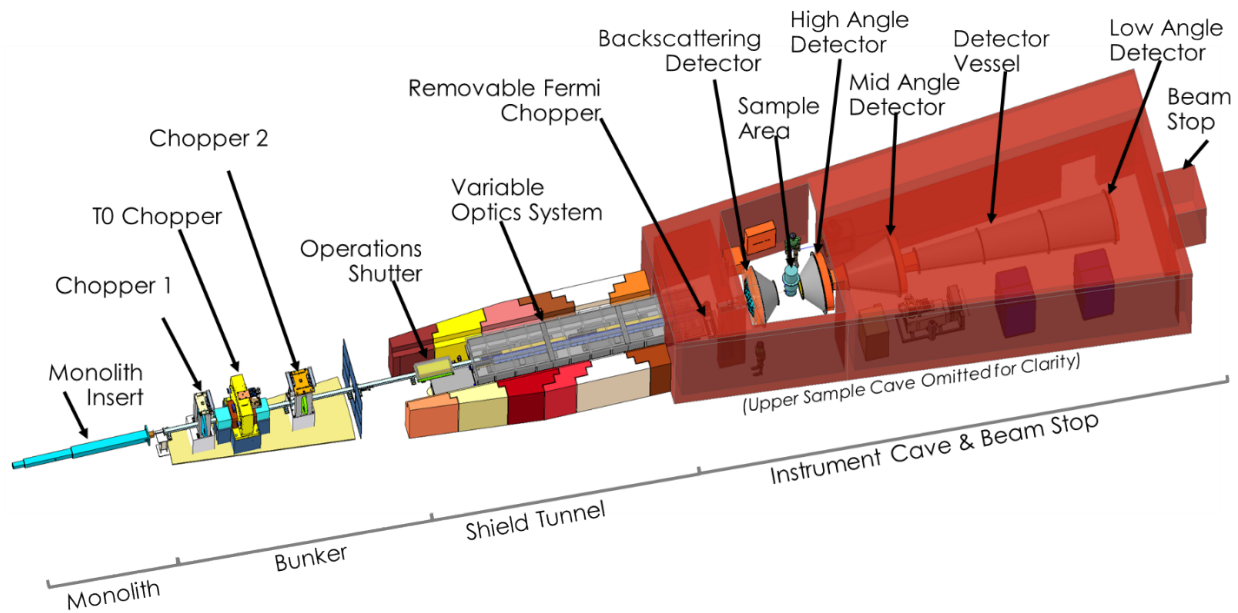 Backscattering
Detector
High Angle
Detector
Detector
Vessel
Low Angle
Detector
Removable Fermi
Chopper
Sample
Area
Mid Angle
Detector
Beam
Stop
Chopper 2
Variable
Optics System
T0 Chopper
Operations
Shutter
Chopper 1
Monolith
Insert
(Upper Sample Cave Omitted for Clarity)
Monolith
Bunker
Shield Tunnel
Instrument Cave & Beam Stop